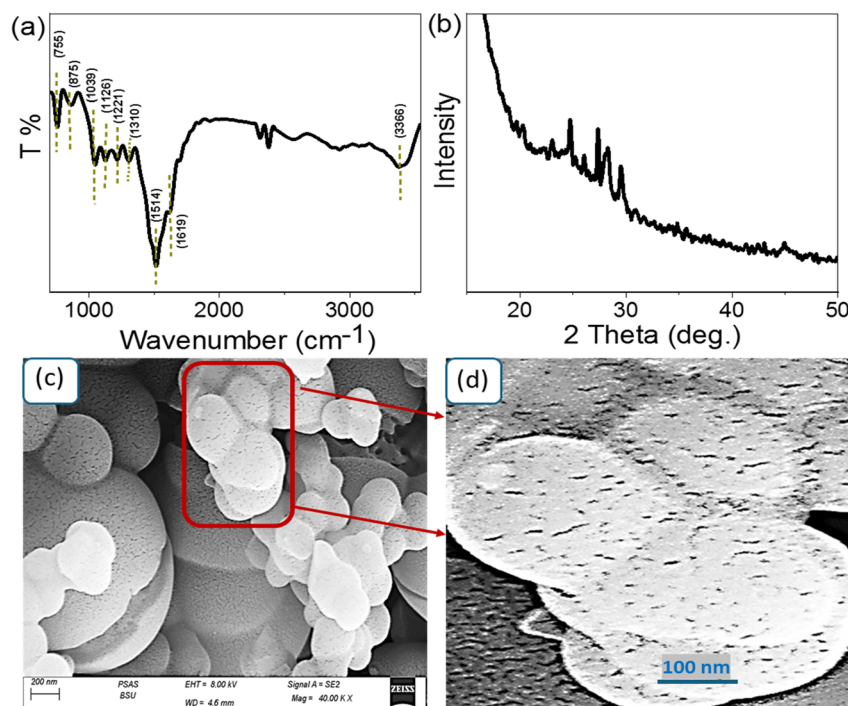 (a)
(755)
(875)
(1039)
(1126)
(1221)
(1310)
(1514)
(1619)
(3366)
T %
1000
2000
3000
Wavenumber (cm-1)
(b)
Intensity
20
30
40
50
2 Theta (deg.)
(c)
200 nm
PSAS
BSU
EHT = 8.00 kV
WD = 4.6 mm
Signal A = SE2
Mag = 40.00 K X
ZEISS
(d)
100 nm